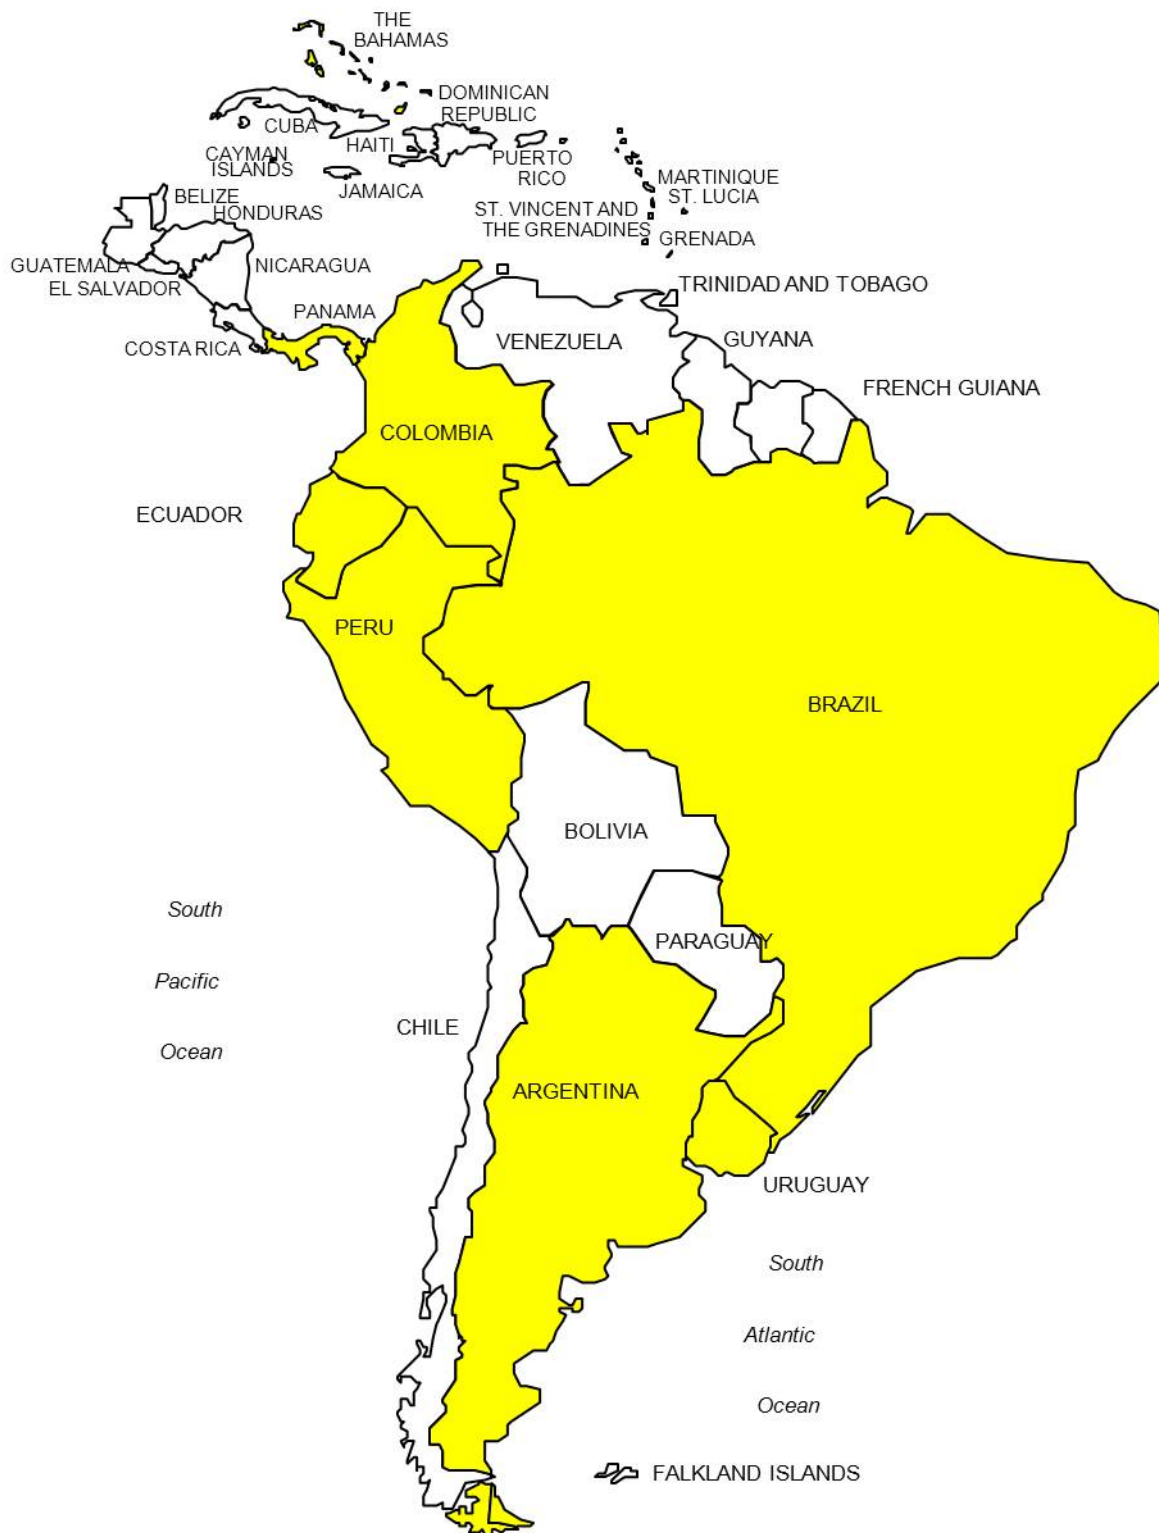 THE
BAHAMAS
DOMINICAN
REPUBLIC
CUBA
HAITI
CAYMAN
ISLANDS
JAMAICA
PUERTO
RICO
MARTINIQUE
ST. LUCIA
BELIZE
HONDURAS
ST. VINCENT AND
THE GRENADINES
GRENADA
GUATEMALA
NICARAGUA
EL SALVADOR
TRINIDAD AND TOBAGO
PANAMA
COSTA RICA
VENEZUELA
GUYANA
FRENCH GUIANA
COLOMBIA
ECUADOR
PERU
BRAZIL
BOLIVIA
South
Pacific
Ocean
PARAGUAY
CHILE
ARGENTINA
URUGUAY
South
Atlantic
Ocean
FALKLAND ISLANDS